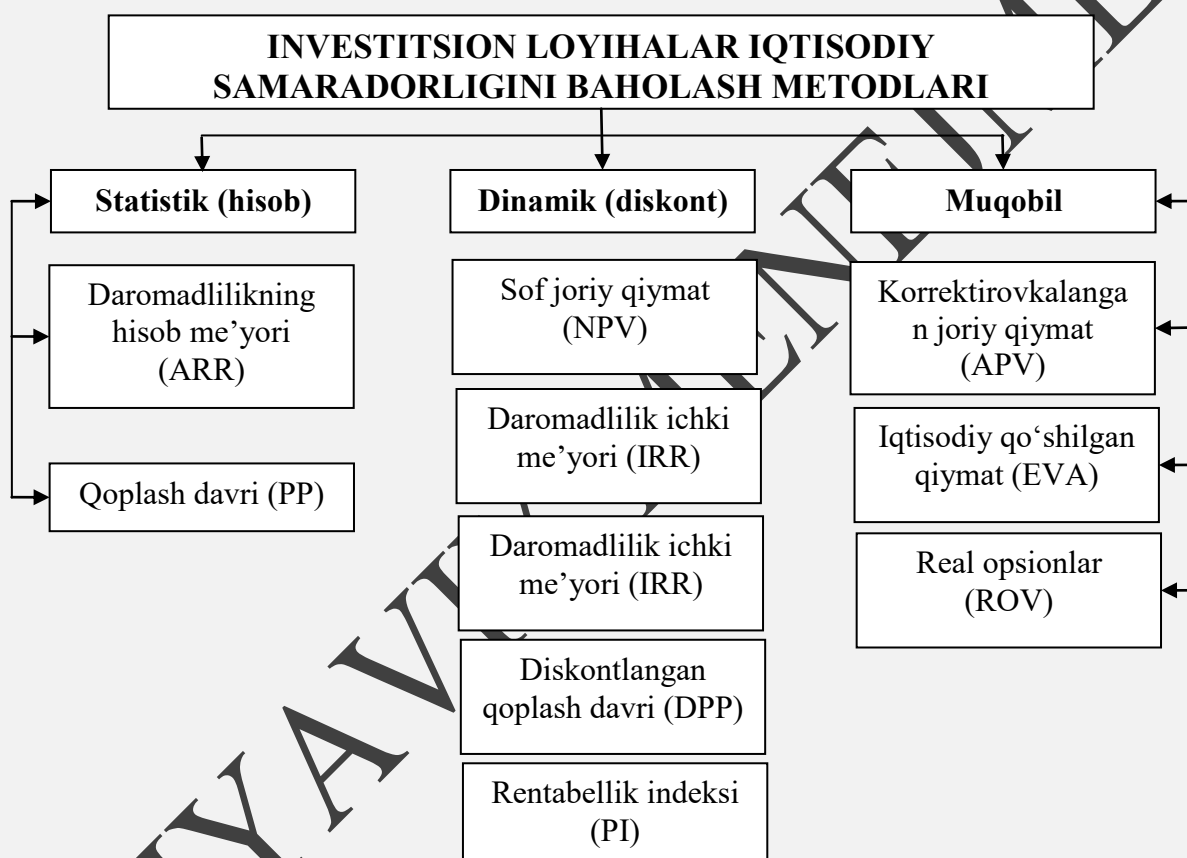 INVESTITSION LOYIHALAR IQTISODIY
SAMARADORLIGINI BAHOLASH METODLARI
Statistik (hisob)
Daromadlilikning
hisob me’yori
(ARR)
Qoplash davri (PP)
Dinamik (diskont)
Sof joriy qiymat
(NPV)
Daromadlilik ichki
me’yori (IRR)
Daromadlilik ichki
me’yori (IRR)
Diskontlangan
qoplash davri (DPP)
Rentabellik indeksi
(PI)
Muqobil
Korrektirovkalanga
n joriy qiymat
(APV)
Iqtisodiy qo‘shilgan
qiymat (EVA)
Real opsionlar
(ROV)